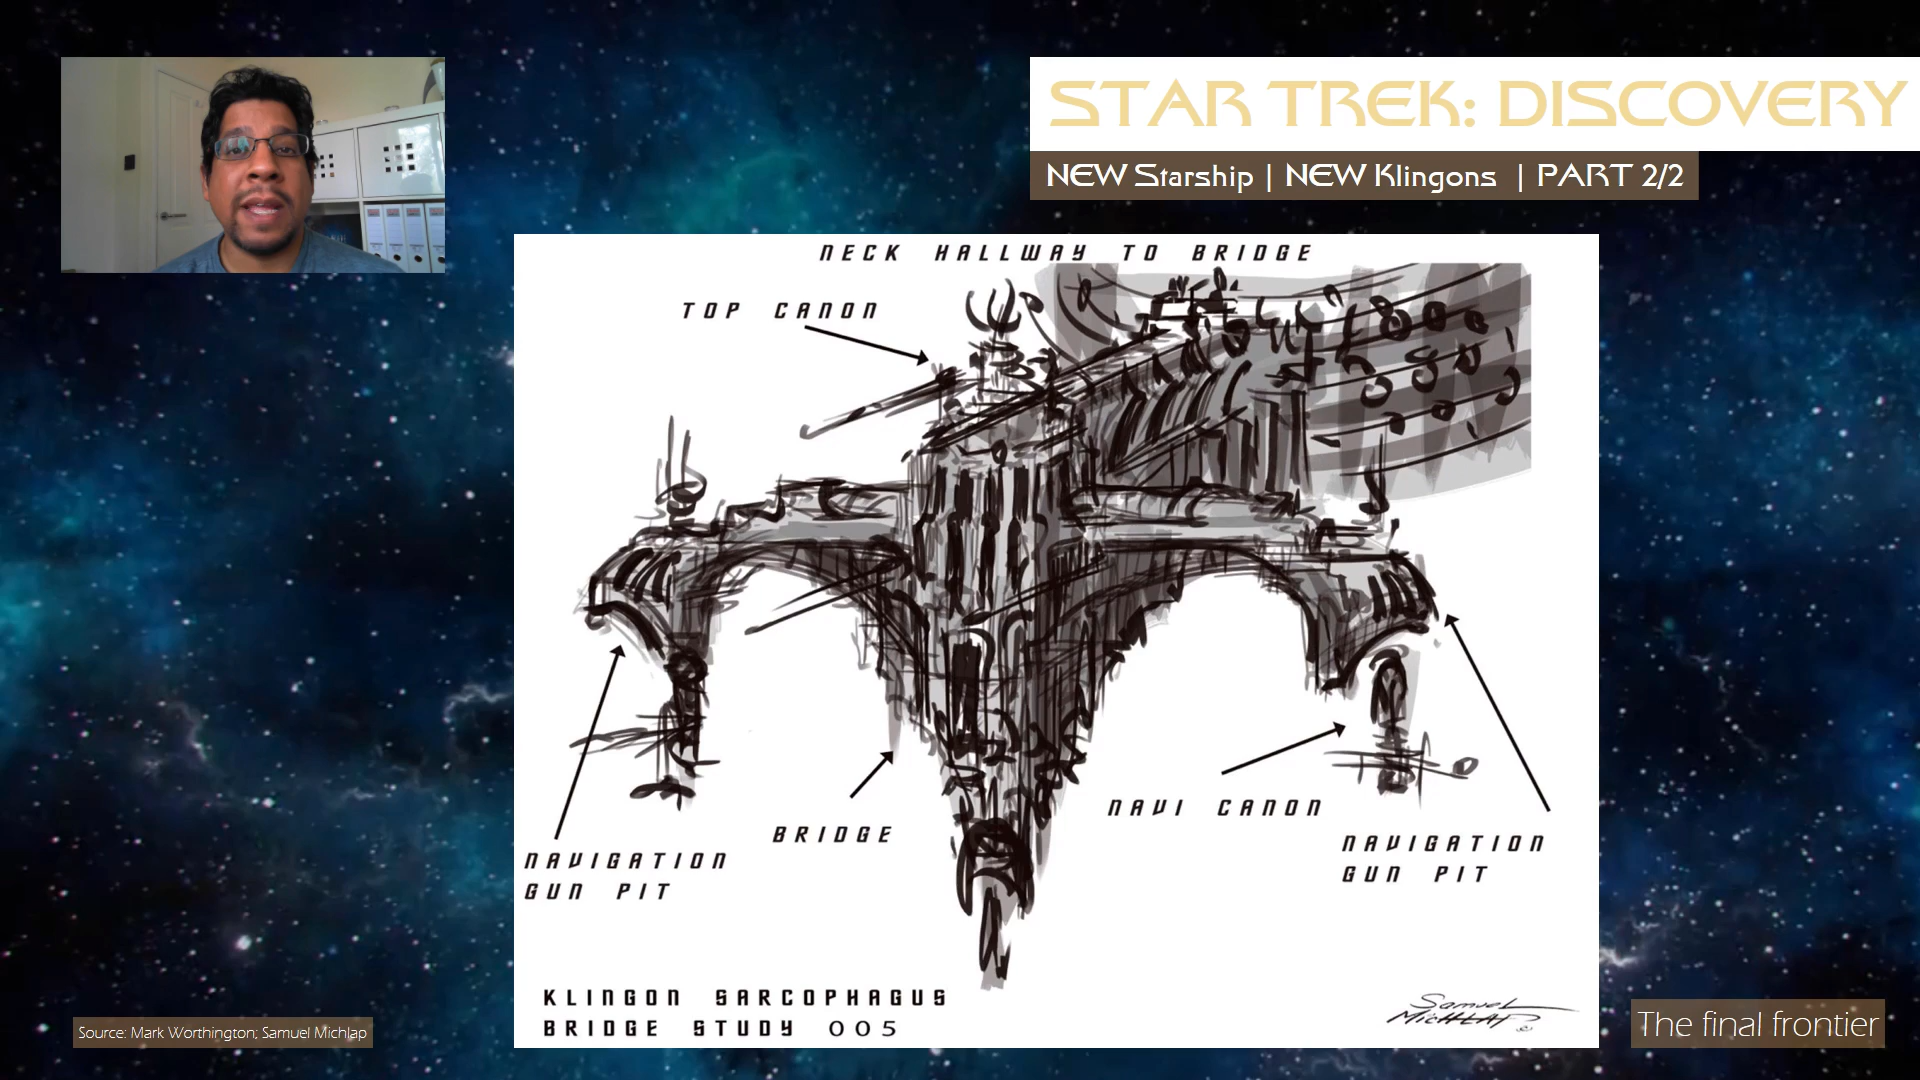 STAR TREK: DISCOVERY
NEW Starship | NEW Klingons | PART 2/2
NECK HALLWAY TO BRIDGE
TOP CANON
BRIDGE
NAVI CANON
NAVIGATION
GUN PIT
NAVIGATION
GUN PIT
KLINGON SARCOPHAGUS
BRIDGE STUDY 005
Samuel
Michlap
Source: Mark Worthington; Samuel Michlap
The final frontier